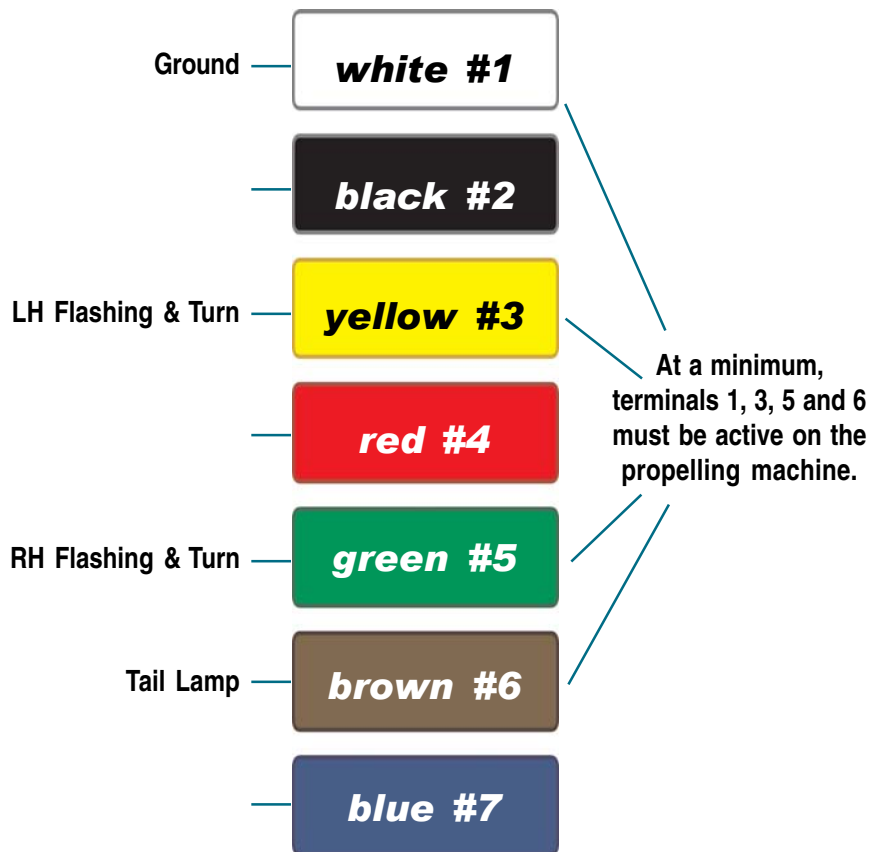 Ground
white #1
black #2
LH Flashing & Turn
yellow #3
At a minimum,
terminals 1, 3, 5 and 6
must be active on the
propelling machine.
red #4
RH Flashing & Turn
green #5
Tail Lamp
brown #6
blue #7